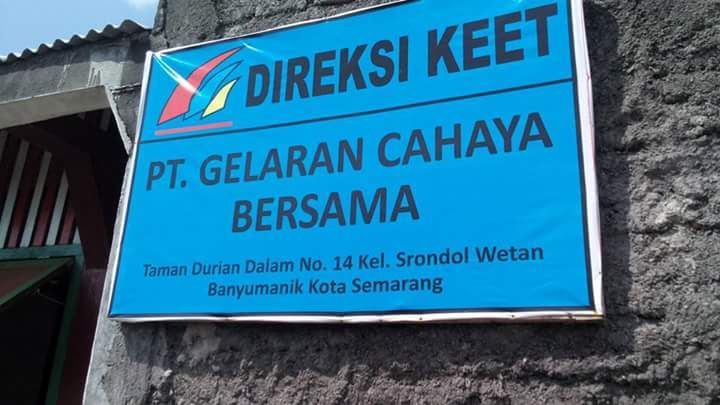 DIREKSI KEET
PT. GELARAN CAHAYA
BERSAMA
Taman Durian Dalam No. 14 Kel. Srondol Wetan
Banyumanik Kota Semarang